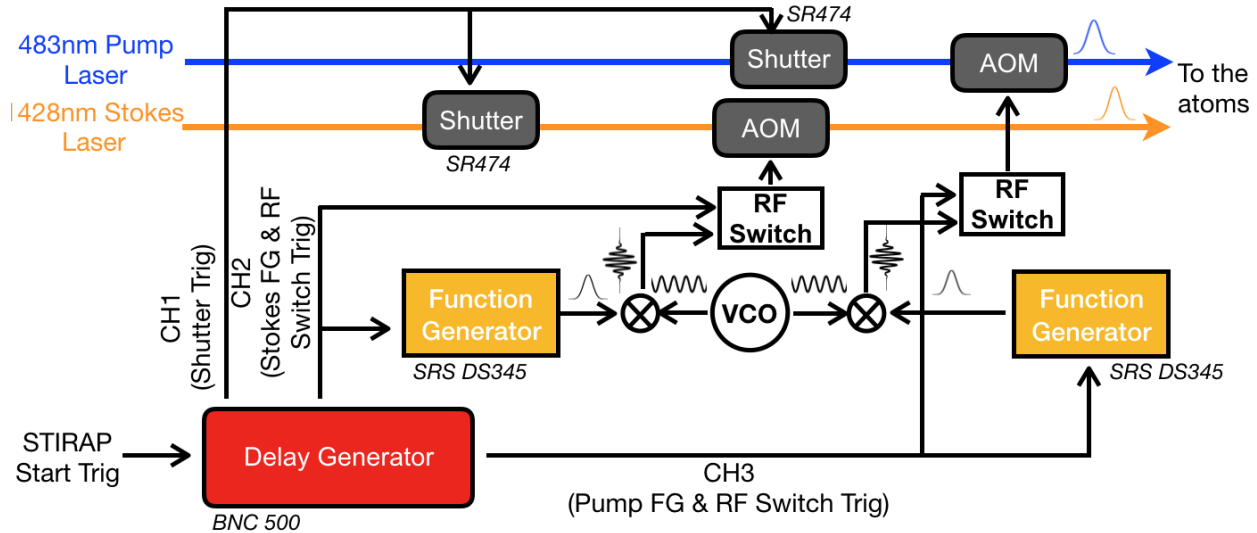 SR474
483nm Pump
Laser
Shutter
AOM
To the
atoms
1428nm Stokes
Laser
Shutter
SR474
AOM
RF
Switch
RF
Switch
CH1
(Shutter Trig)
CH2
(Stokes FG & RF
Switch Trig)
Function
Generator
SRS DS345
VCO
Function
Generator
SRS DS345
STIRAP
Start Trig
Delay Generator
BNC 500
CH3
(Pump FG & RF Switch Trig)